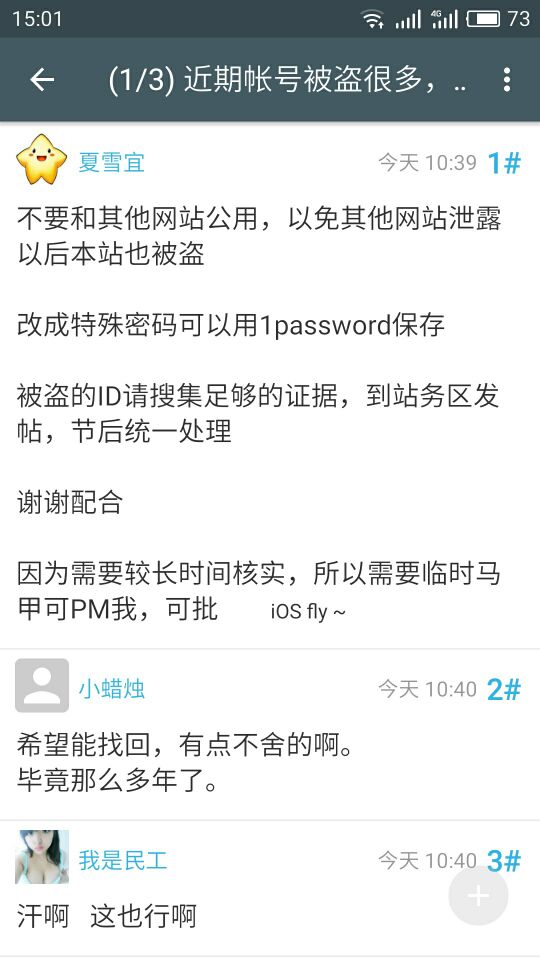 15:01
4G
73
(1/3) 近期帐号被盗很多，..
夏雪宜
今天 10:39 1#
不要和其他网站公用，以免其他网站泄露
以后本站也被盗
改成特殊密码可以用1password保存
被盗的ID请搜集足够的证据，到站务区发
帖，节后统一处理
谢谢配合
因为需要较长时间核实，所以需要临时马
甲可PM我，可批 iOS fly ~
小蜡烛
今天 10:40 2#
希望能找回，有点不舍的啊。
毕竟那么多年了。
我是民工
今天 10:40 3#
汗啊 这也行啊